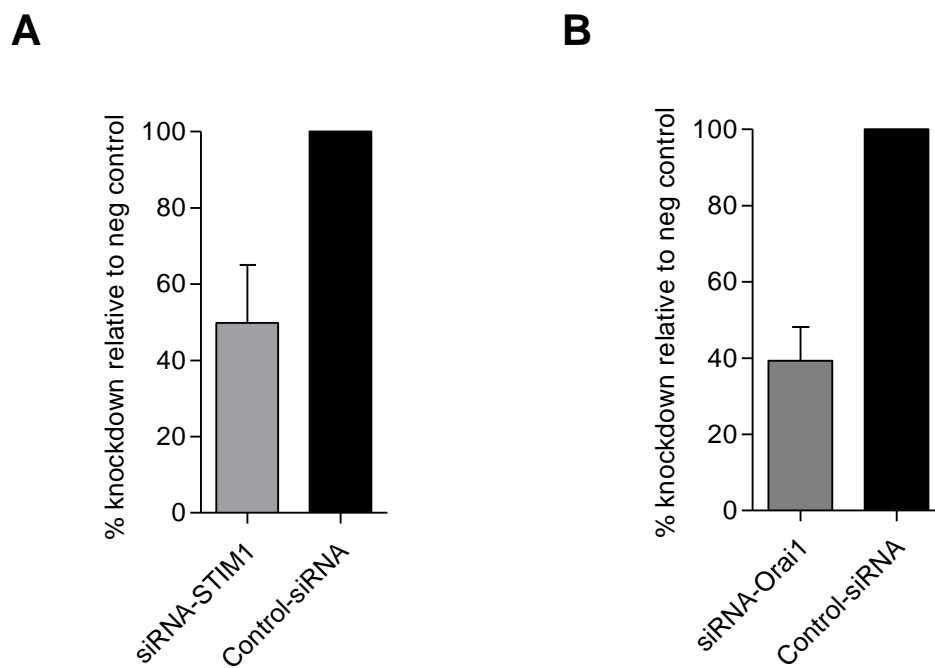 A
% knockdown relative to neg control
100
80
60
40
20
0
siRNA-STIM1
Control-siRNA
B
% knockdown relative to neg control
100
80
60
40
20
0
siRNA-Orai1
Control-siRNA